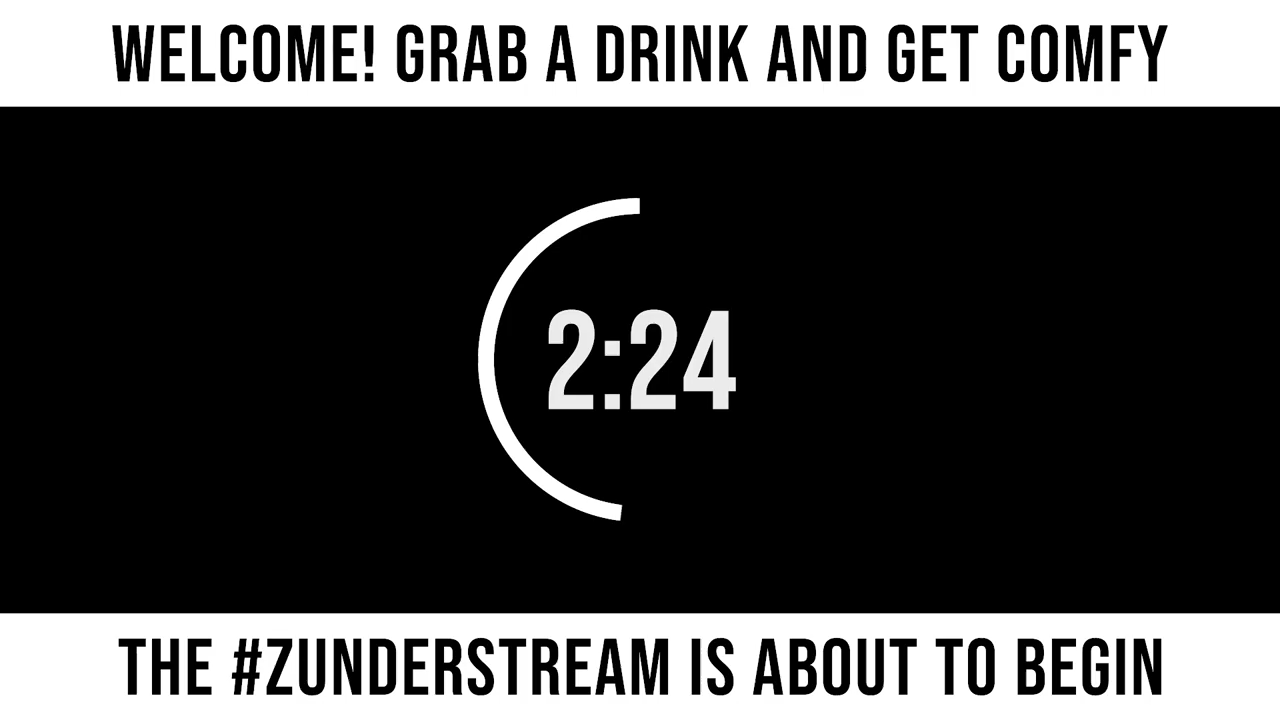 WELCOME! GRAB A DRINK AND GET COMFY
2:24
THE #ZUNDERSTREAM IS ABOUT TO BEGIN